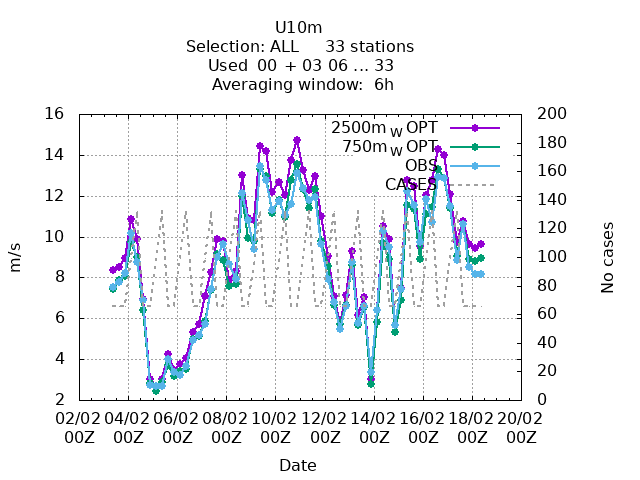 U10m
Selection: ALL 33 stations
Used 00 + 03 06 ... 33
Averaging window: 6h
16 200
2500m W OPT
180
14 750m W OPT
OBS 160
CASES
12 140
10 120
100
8 80
6 60
40
4 20
2 0
m/s
No cases
02/02 04/02 06/02 08/02 10/02 12/02 14/02 16/02 18/02 20/02
00Z 00Z 00Z 00Z 00Z 00Z 00Z 00Z 00Z 00Z
Date